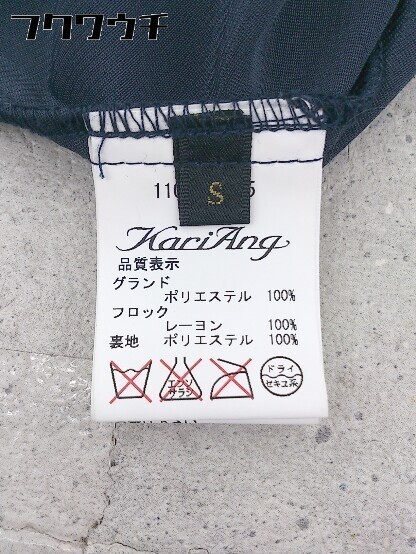 フクワウチ
S
KariAng
品質表示
グランド
ポリエステル 100%
フロック
レーヨン 100%
裏地 ポリエステル 100%
エンソ
サラシ
ドライ
セキユ系